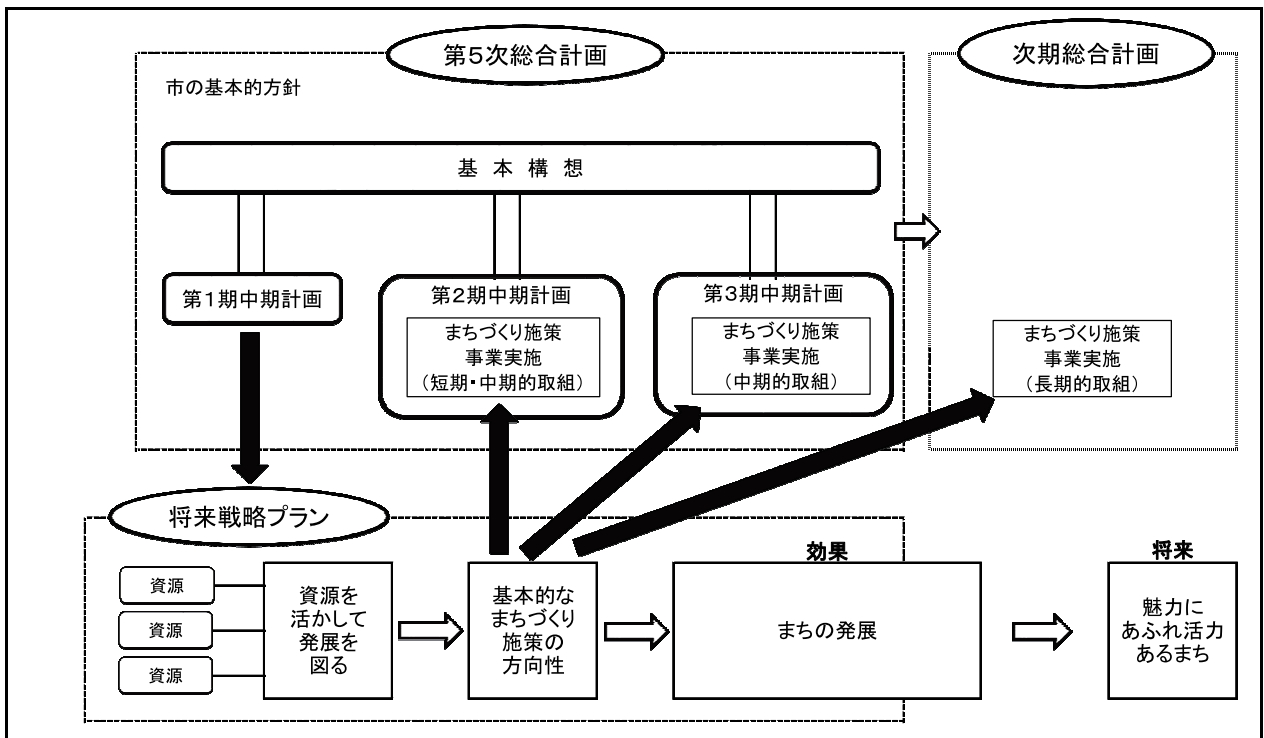 第5次総合計画
次期総合計画
市の基本的方針
基本構想
第1期中期計画
第2期中期計画
まちづくり施策
事業実施
（短期・中期的取組）
第3期中期計画
まちづくり施策
事業実施
（中期的取組）
まちづくり施策
事業実施
（長期的取組）
将来戦略プラン
資源
資源
資源
資源を
活かして
発展を
図る
基本的な
まちづくり
施策の
方向性
効果
まちの発展
将来
魅力に
あふれ活力
あるまち